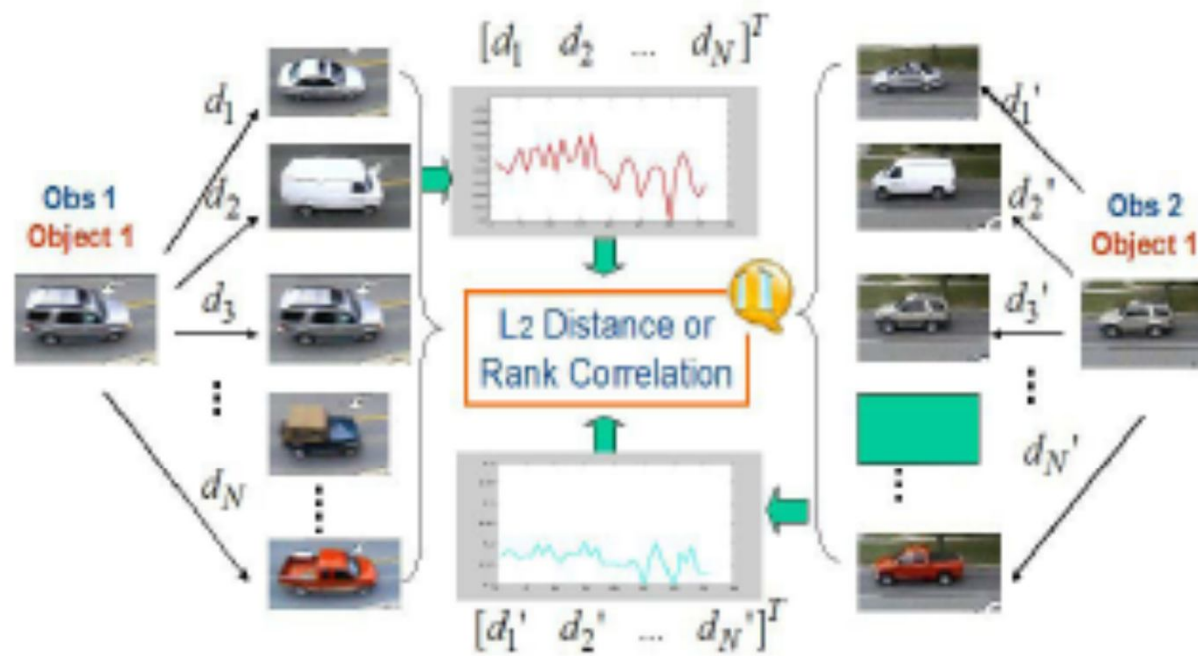 [d1 d2 ... dN]^T
d1
d1'
d2
d2'
Obs 1
Object 1
Obs 2
Object 1
d3
d3'
L2 Distance or
Rank Correlation
dN
dN'
[d1' d2' ... dN']^T